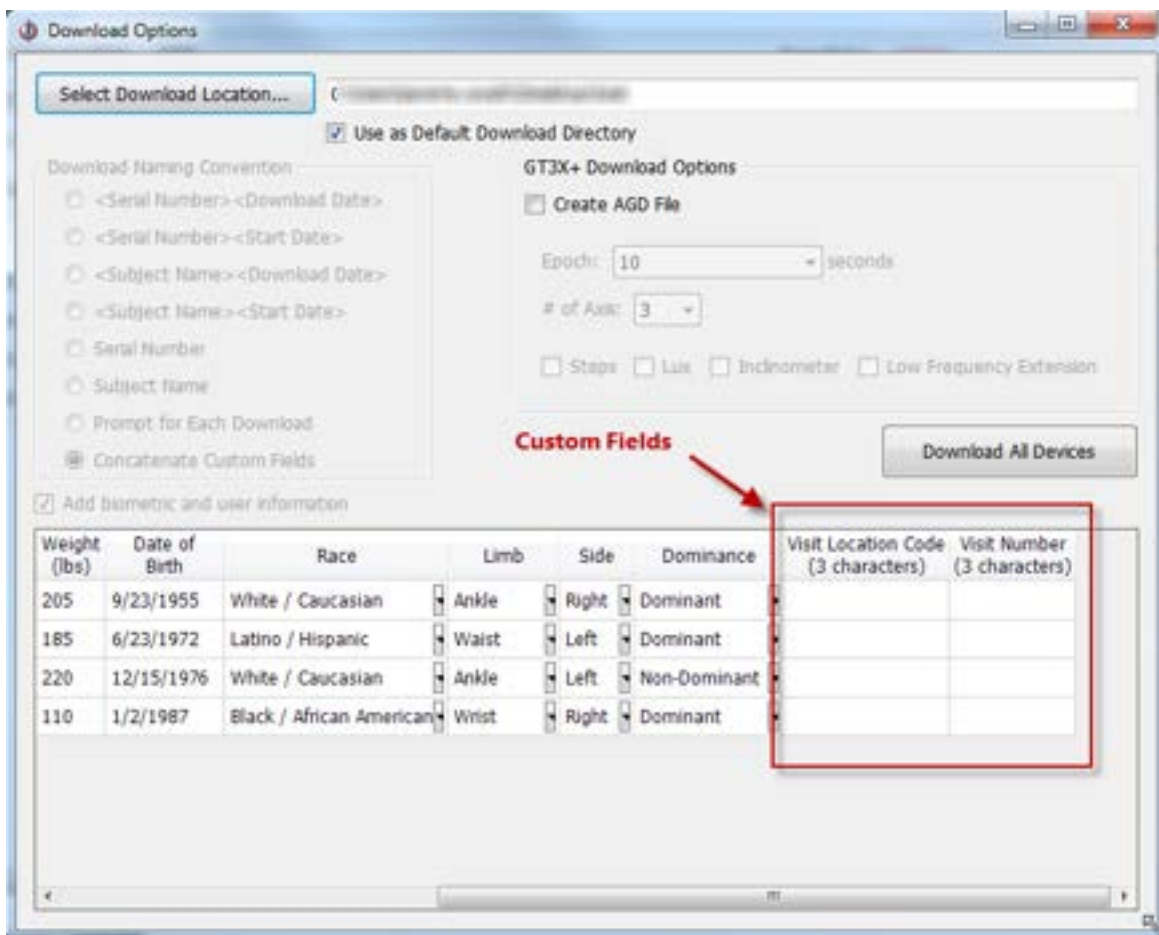 Download Options
Select Download Location...
Use as Default Download Directory
Download Naming Convention
<Serial Number><Download Date>
<Serial Number><Start Date>
<Subject Name><Download Date>
<Subject Name><Start Date>
Serial Number
Subject Name
Prompt for Each Download
Concatenate Custom Fields
GT3X+ Download Options
Create AGD File
Epoch: 10 seconds
# of Axis: 3
Steps Lux Inclinometer Low Frequency Extension
Custom Fields
Download All Devices
Add biometric and user information
Weight (lbs) Date of Birth Race Limb Side Dominance Visit Location Code (3 characters) Visit Number (3 characters)
205 9/23/1955 White / Caucasian Ankle Right Dominant
185 6/23/1972 Latino / Hispanic Waist Left Dominant
220 12/15/1976 White / Caucasian Ankle Left Non-Dominant
110 1/2/1987 Black / African American Wrist Right Dominant